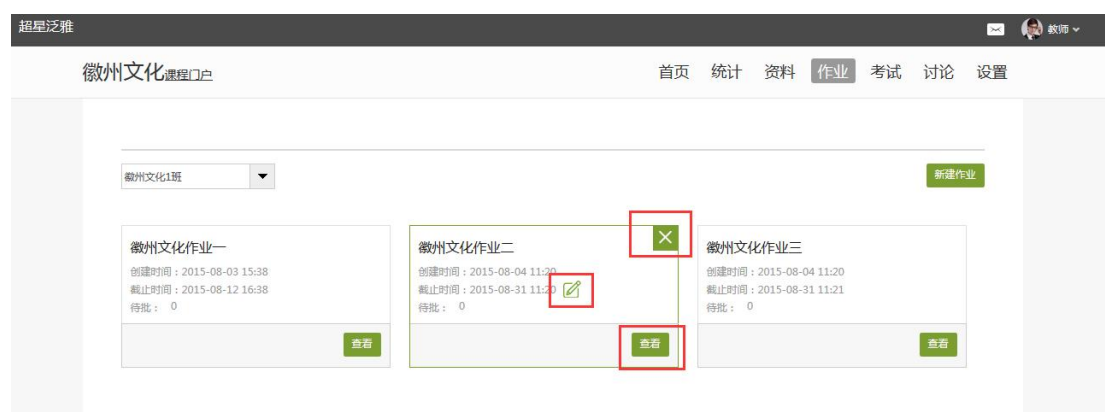 超星泛雅
教师
徽州文化课程门户
首页 统计 资料 作业 考试 讨论 设置
徽州文化1班
新建作业
徽州文化作业一
创建时间：2015-08-03 15:38
截止时间：2015-08-12 16:38
待批： 0
查看
徽州文化作业二
创建时间：2015-08-04 11:20
截止时间：2015-08-31 11:20
待批： 0
查看
徽州文化作业三
创建时间：2015-08-04 11:20
截止时间：2015-08-31 11:21
待批： 0
查看